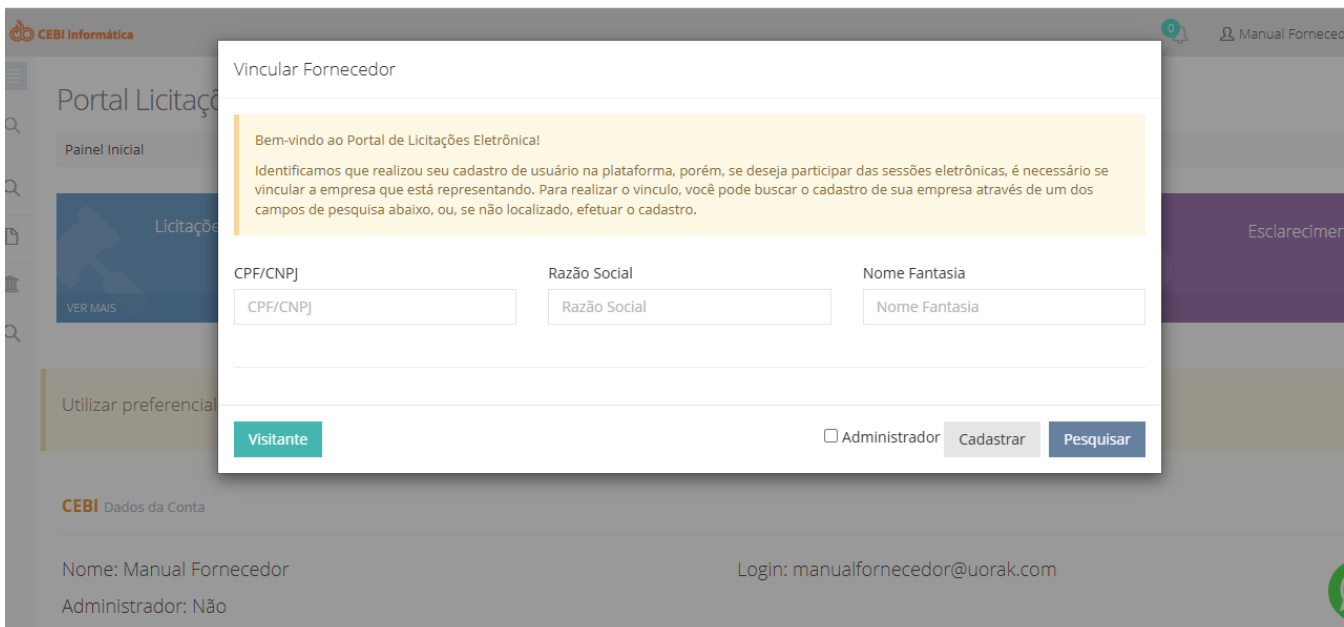 CEBI informática
0
Manual Forneced
Vincular Fornecedor
Portal Licitaçõ
Painel Inicial
Bem-vindo ao Portal de Licitações Eletrônica!
Identificamos que realizou seu cadastro de usuário na plataforma, porém, se deseja participar das sessões eletrônicas, é necessário se
vincular a empresa que está representando. Para realizar o vinculo, você pode buscar o cadastro de sua empresa através de um dos
campos de pesquisa abaixo, ou, se não localizado, efetuar o cadastro.
Licitaçõe
Esclarecimen
VER MAIS
CPF/CNPJ
Razão Social
Nome Fantasia
CPF/CNPJ
Razão Social
Nome Fantasia
Utilizar preferencial
Visitante
Administrador
Cadastrar
Pesquisar
CEBI Dados da Conta
Nome: Manual Fornecedor
Login: manualfornecedor@uorak.com
Administrador: Não